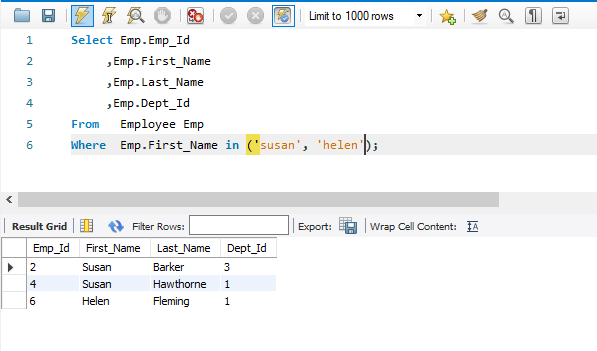 Limit to 1000 rows
1 Select Emp.Emp_Id
2 ,Emp.First_Name
3 ,Emp.Last_Name
4 ,Emp.Dept_Id
5 From Employee Emp
6 Where Emp.First_Name in ('susan', 'helen');
Result Grid Filter Rows: Export: Wrap Cell Content:
Emp_Id First_Name Last_Name Dept_Id
2 Susan Barker 3
4 Susan Hawthorne 1
6 Helen Fleming 1